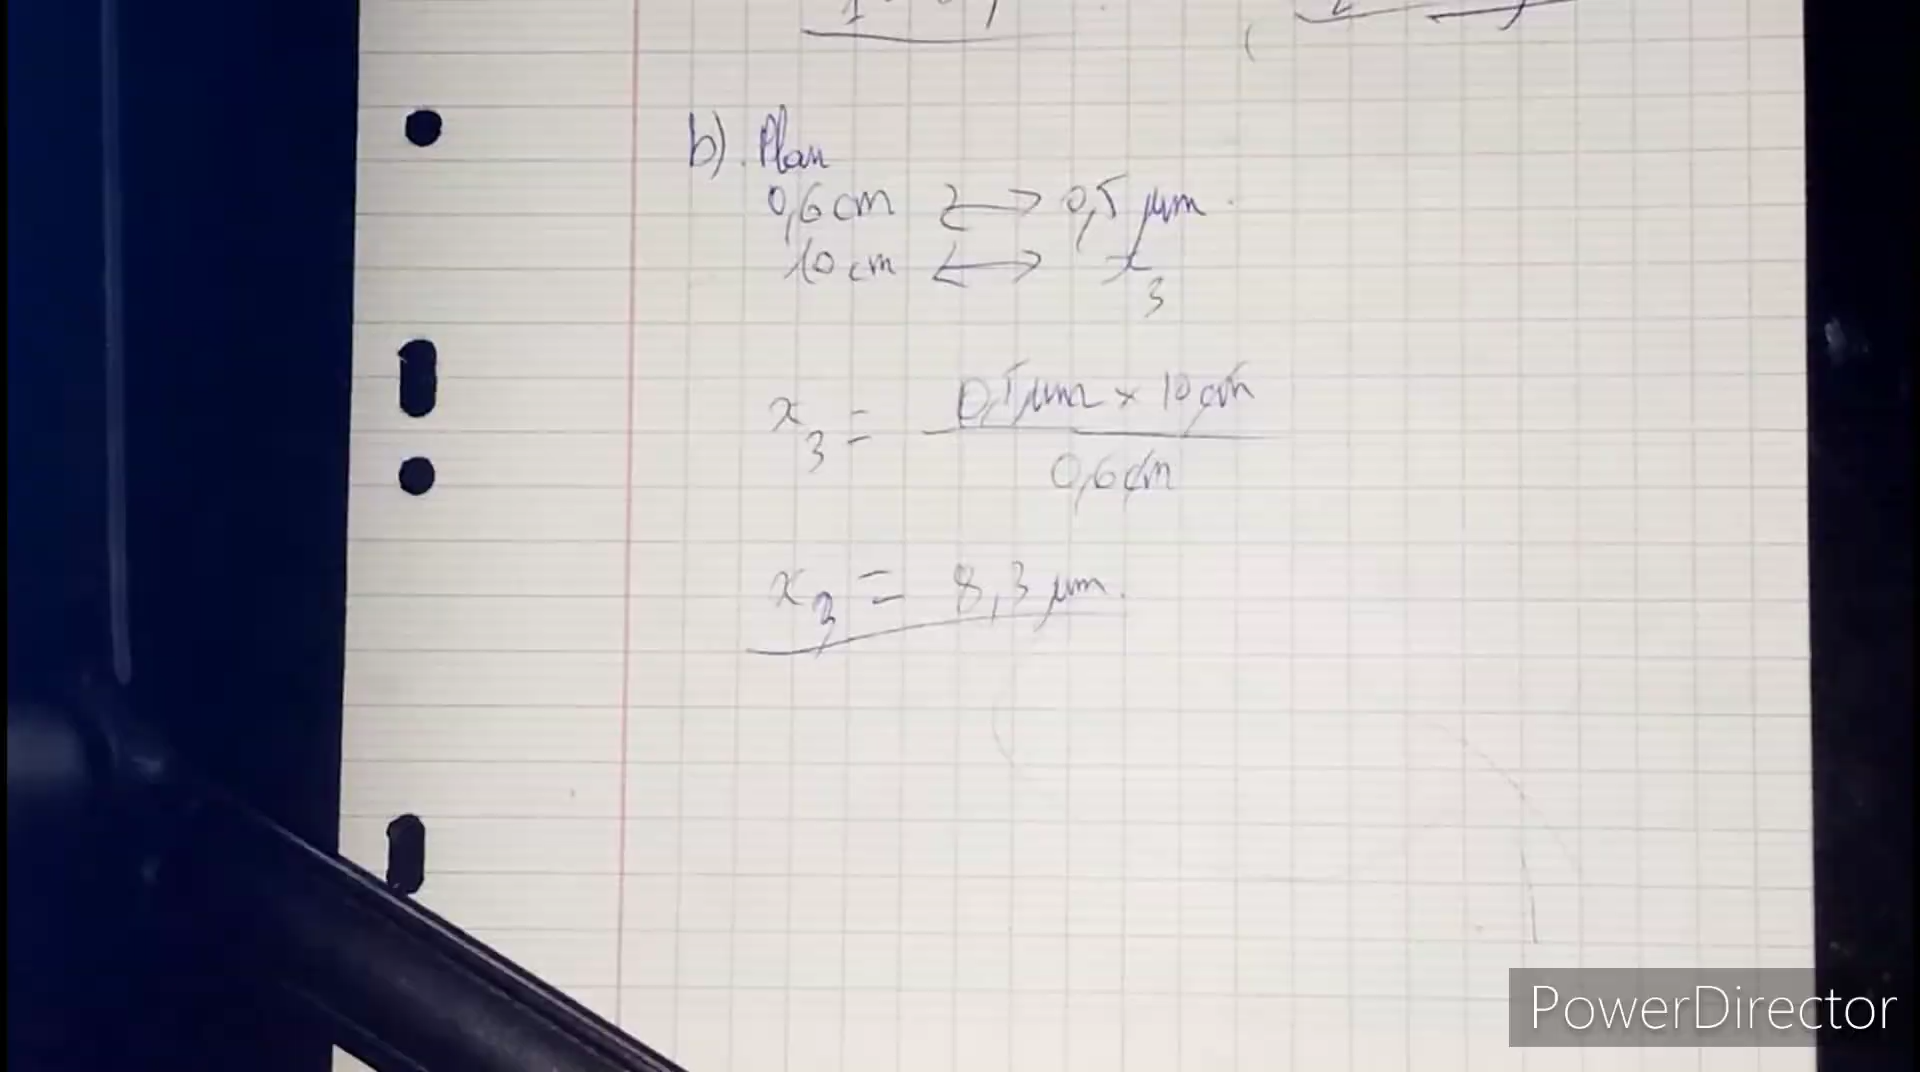 b). Plan
0,6 cm ⟷ 0,5 µm.
10 cm ⟷ x₃
x₃ = 0,5 µm × 10 cm
0,6 cm
x₃ = 8,3 µm.
PowerDirector